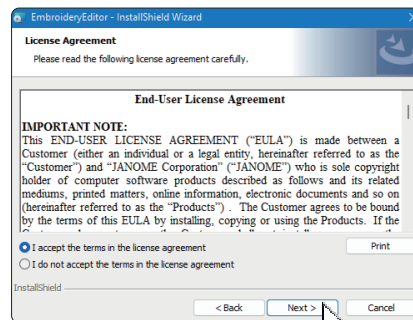 EmbroideryEditor - InstallShield Wizard
License Agreement
Please read the following license agreement carefully.
End-User License Agreement
IMPORTANT NOTE:
This END-USER LICENSE AGREEMENT ("EULA") is made between a
Customer (either an individual or a legal entity, hereinafter referred to as the
"Customer") and "JANOME Corporation" ("JANOME") who is sole copyright
holder of computer software products described as follows and its related
mediums, printed matters, online information, electronic documents and so on
(hereinafter referred to as the "Products") . The Customer agrees to be bound
by the terms of this EULA by installing, copying or using the Products. If the
I accept the terms in the license agreement
Print
I do not accept the terms in the license agreement
InstallShield
< Back
Next >
Cancel